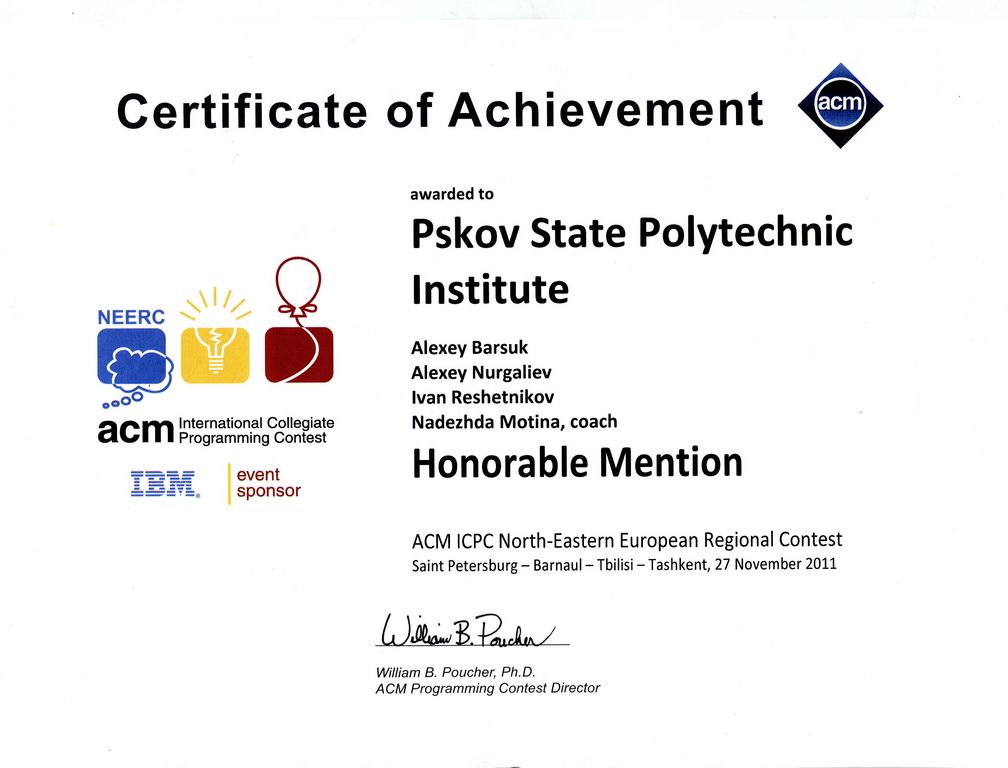 Certificate of Achievement
acm
awarded to
Pskov State Polytechnic
Institute
NEERC
Alexey Barsuk
Alexey Nurgaliev
Ivan Reshetnikov
Nadezhda Motina, coach
Honorable Mention
acm International Collegiate
Programming Contest
IBM®
event
sponsor
ACM ICPC North-Eastern European Regional Contest
Saint Petersburg – Barnaul – Tbilisi – Tashkent, 27 November 2011
William B. Poucher
William B. Poucher, Ph.D.
ACM Programming Contest Director